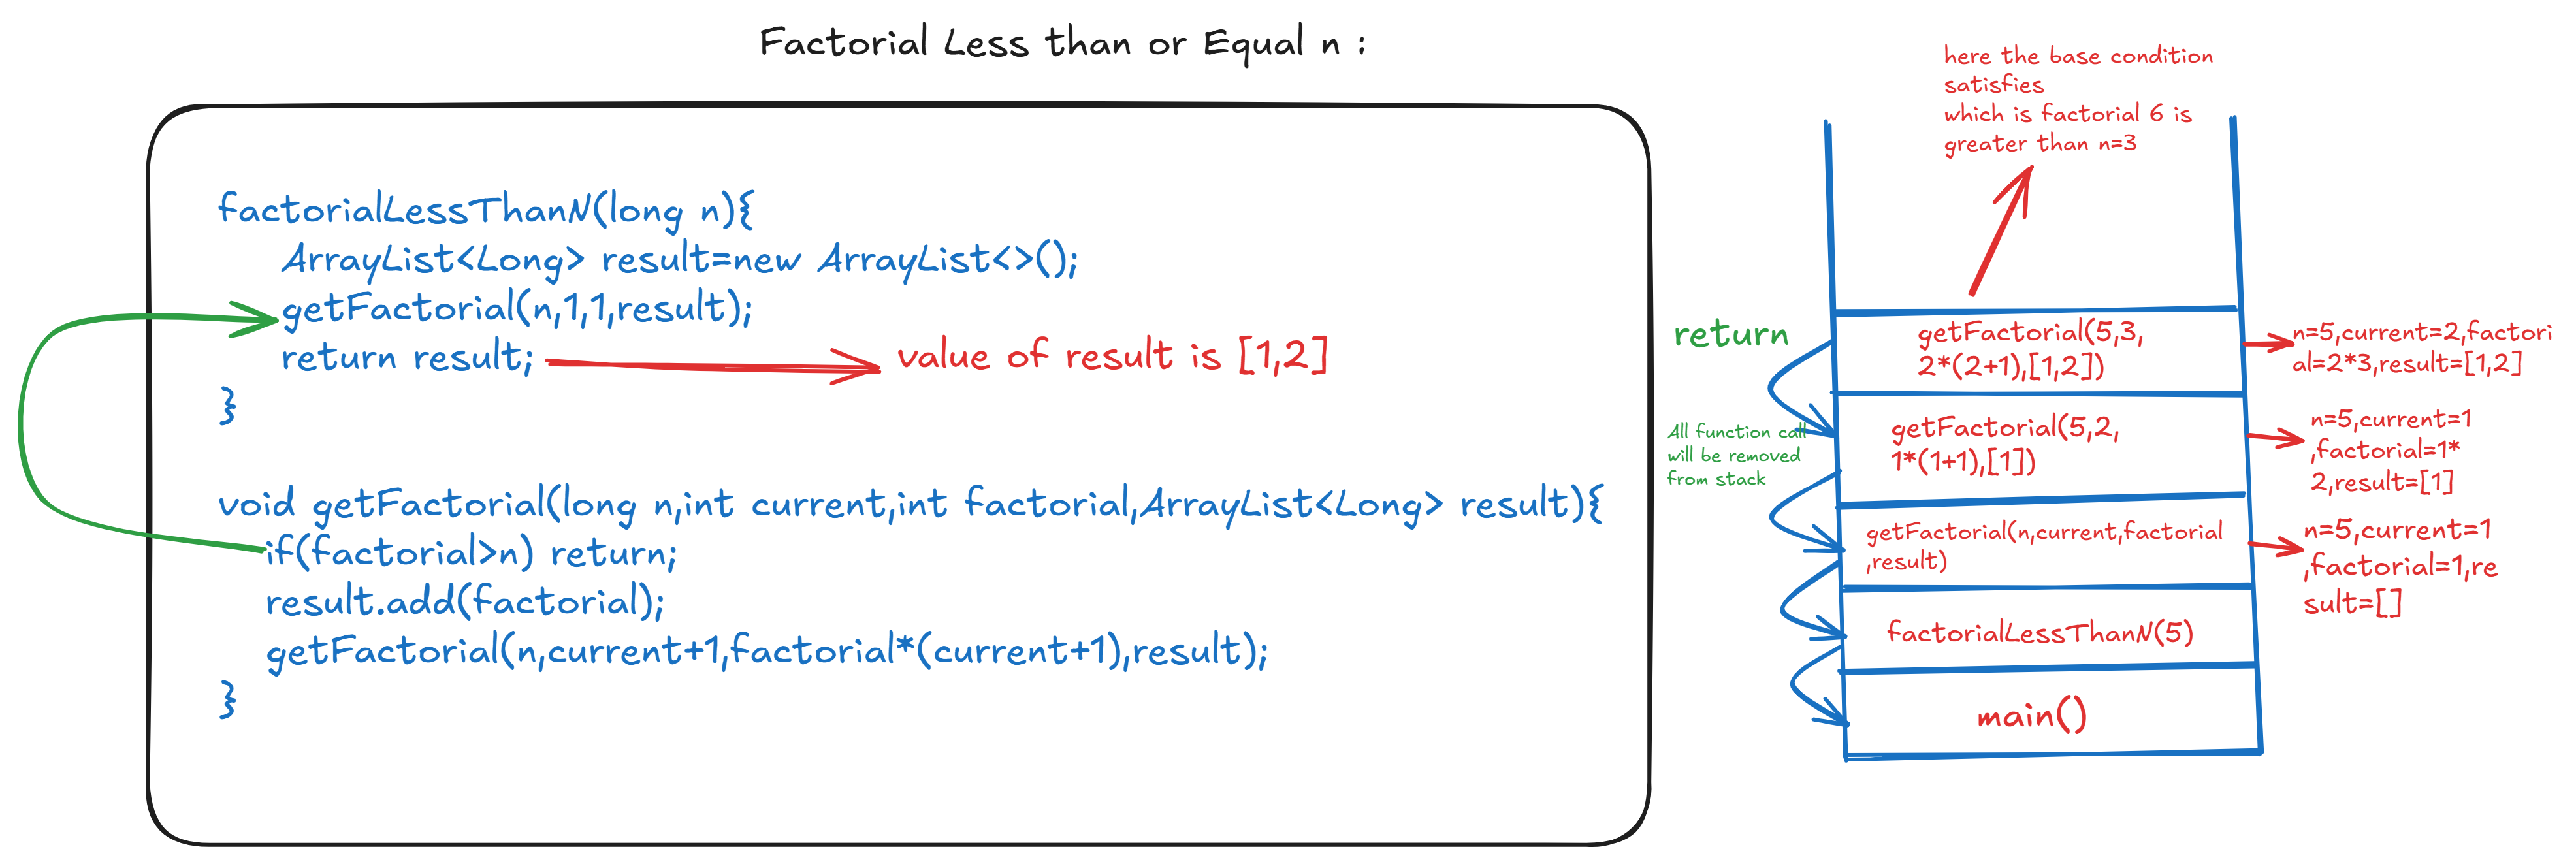 Factorial Less than or Equal n :
factorialLessThanN(long n){
ArrayList<Long> result=new ArrayList<>();
getFactorial(n,1,1,result);
return result;
value of result is [1,2]
}
void getFactorial(long n,int current,int factorial,ArrayList<Long> result){
if(factorial>n) return;
result.add(factorial);
getFactorial(n,current+1,factorial*(current+1),result);
}
here the base condition
satisfies
which is factorial 6 is
greater than n=3
return
All function call
will be removed
from stack
getFactorial(5,3,
2*(2+1),[1,2])
n=5,current=2,factori
al=2*3,result=[1,2]
getFactorial(5,2,
1*(1+1),[1])
n=5,current=1
,factorial=1*
2,result=[1]
getFactorial(n,current,factorial
,result)
n=5,current=1
,factorial=1,re
sult=[]
factorialLessThanN(5)
main()